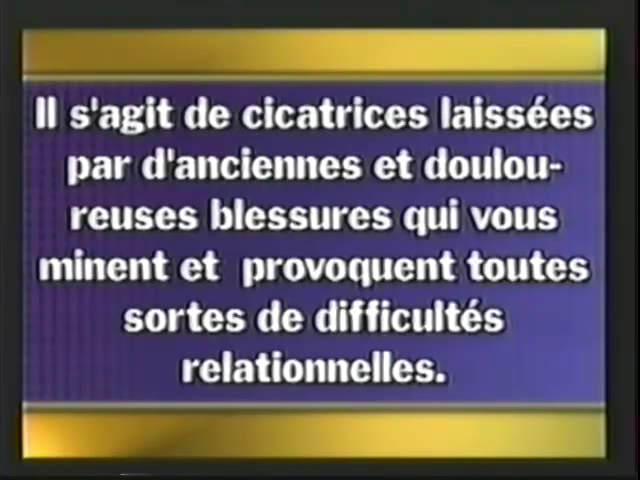 Il s'agit de cicatrices laissées
par d'anciennes et doulou-
reuses blessures qui vous
minent et  provoquent toutes
sortes de difficultés
relationnelles.